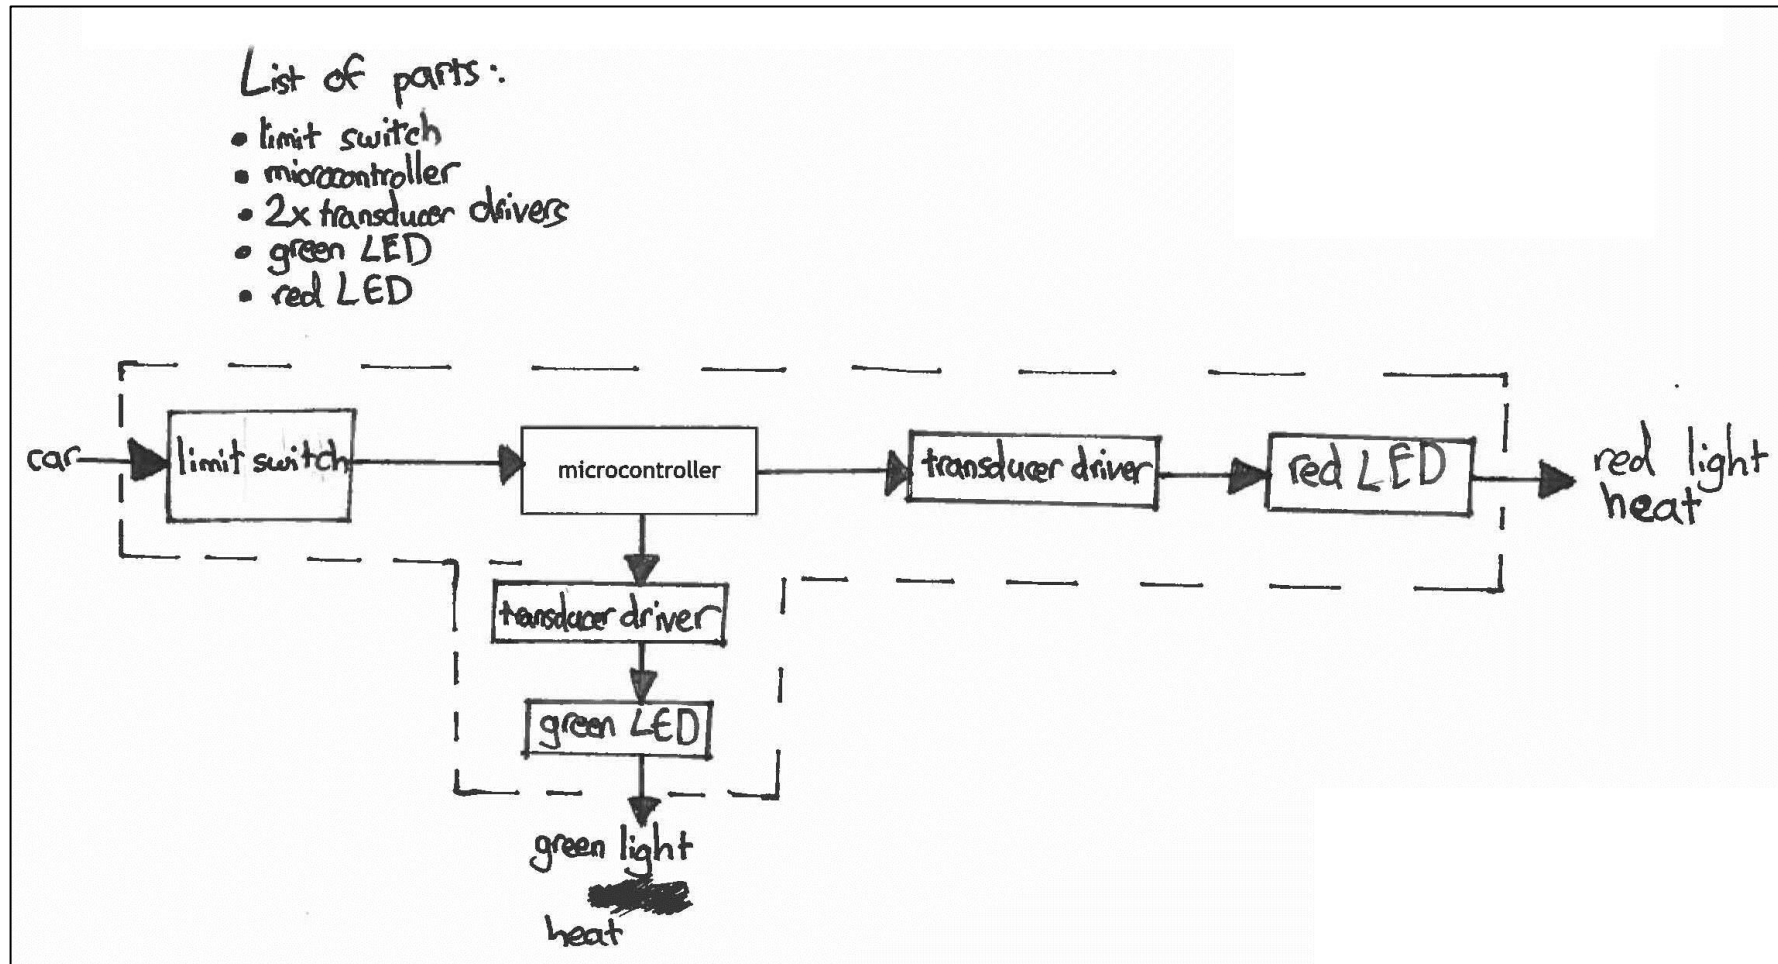 List of parts:
• limit switch
• microcontroller
• 2x transducer drivers
• green LED
• red LED
car
limit switch
microcontroller
transducer driver
red LED
red light
heat
transducer driver
green LED
green light
heat